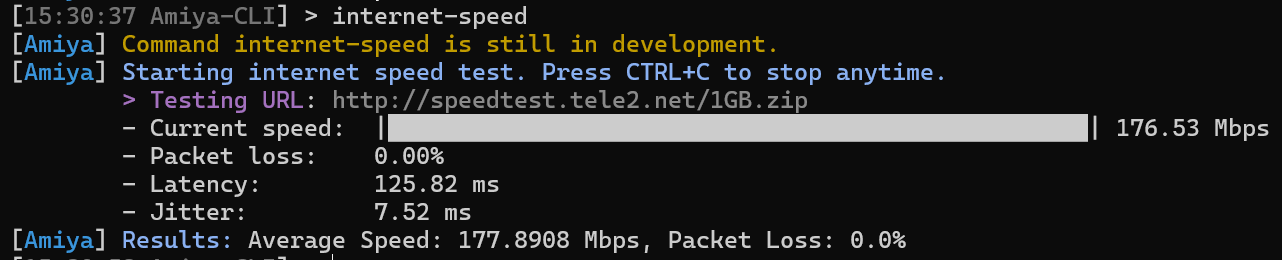 [15:30:37 Amiya-CLI] > internet-speed
[Amiya] Command internet-speed is still in development.
[Amiya] Starting internet speed test. Press CTRL+C to stop anytime.
> Testing URL: http://speedtest.tele2.net/1GB.zip
- Current speed: | | 176.53 Mbps
- Packet loss: 0.00%
- Latency: 125.82 ms
- Jitter: 7.52 ms
[Amiya] Results: Average Speed: 177.8908 Mbps, Packet Loss: 0.0%